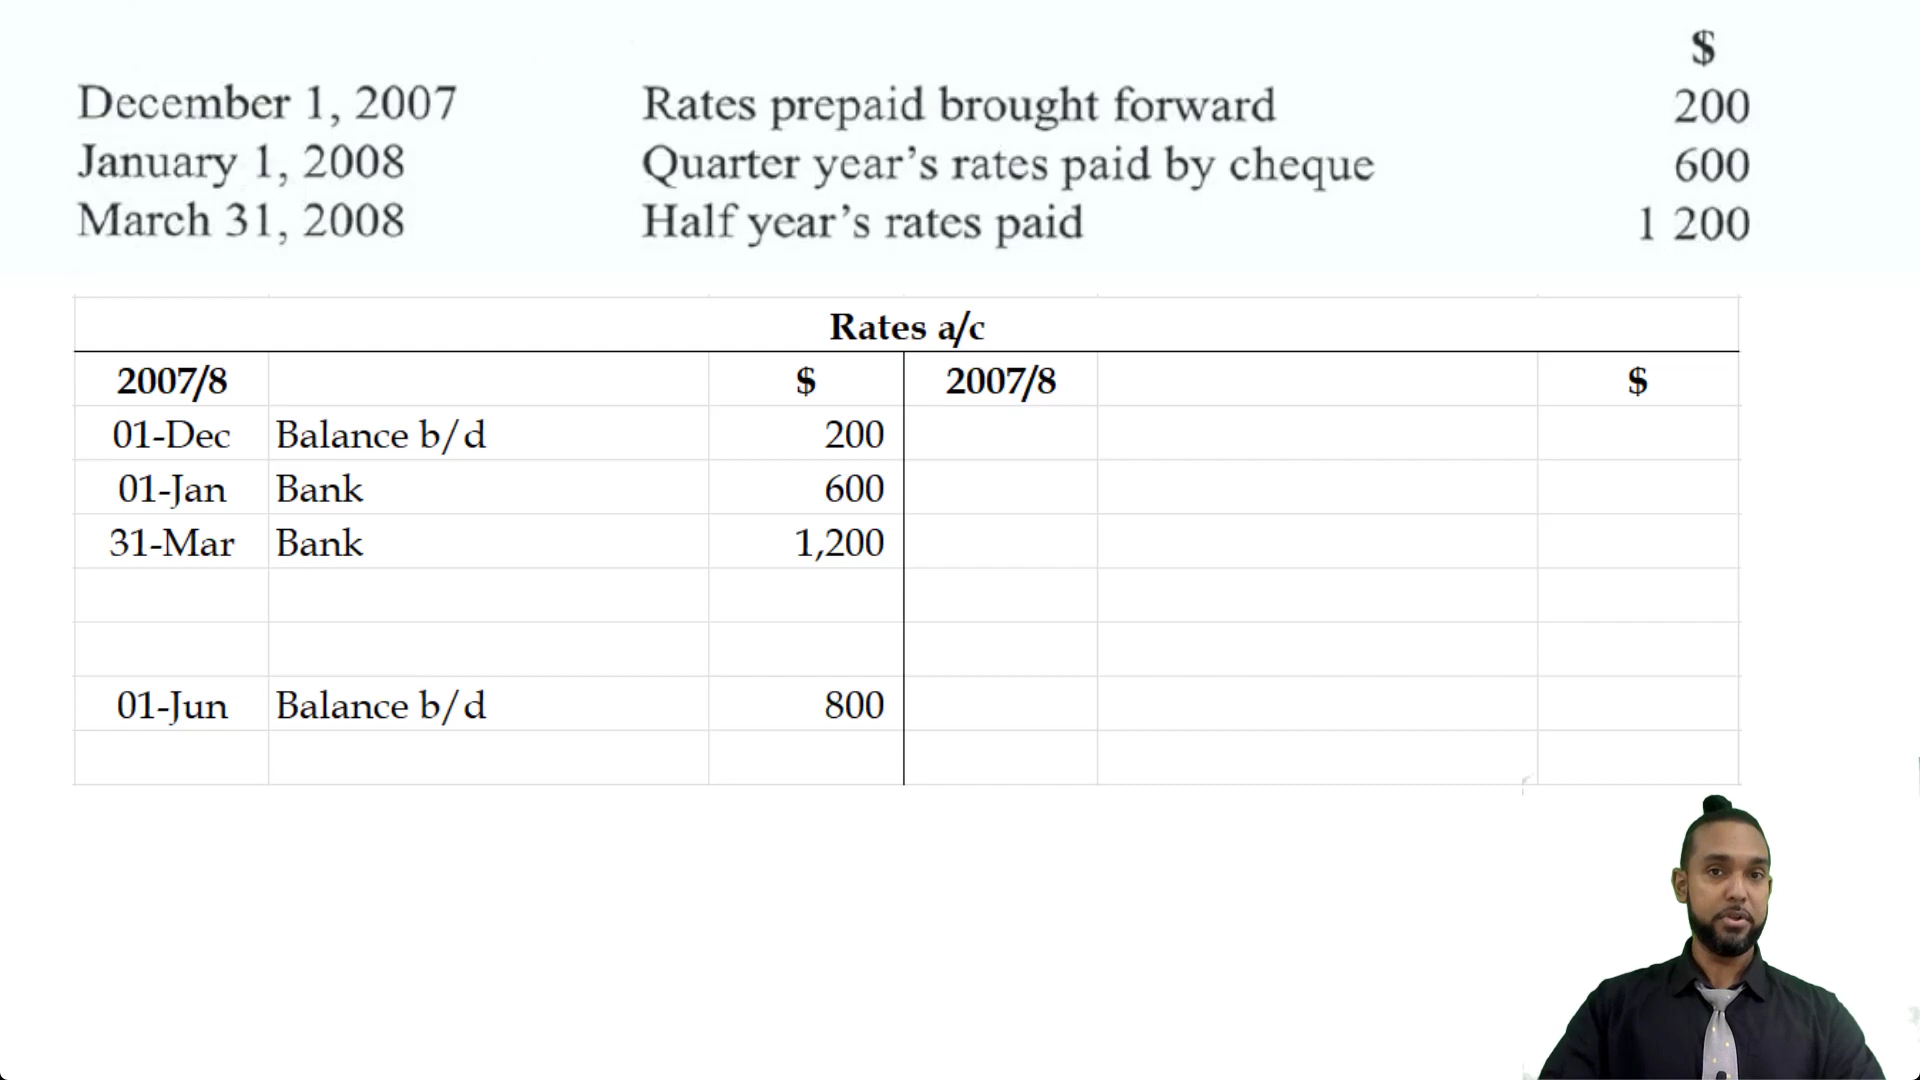 $
December 1, 2007 Rates prepaid brought forward 200
January 1, 2008 Quarter year's rates paid by cheque 600
March 31, 2008 Half year's rates paid 1 200
Rates a/c
2007/8 $ 2007/8 $
01-Dec Balance b/d 200
01-Jan Bank 600
31-Mar Bank 1,200
01-Jun Balance b/d 800